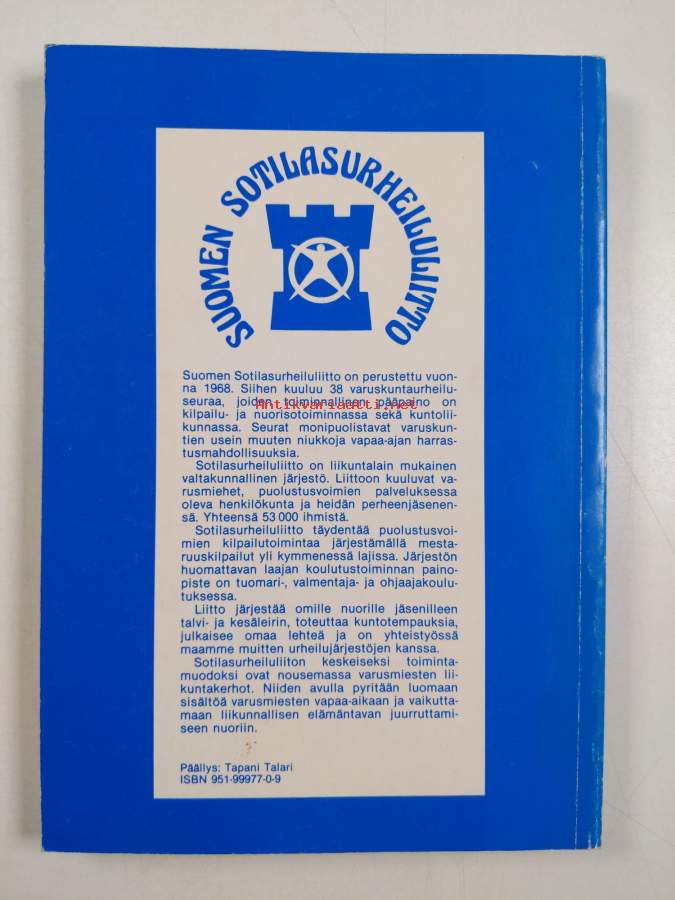 SUOMEN SOTILASURHEILULIITTO
Suomen Sotilasurheiluliitto on perustettu vuon-
na 1968. Siihen kuuluu 38 varuskuntaurheilu-
seuraa, joiden toiminnallinen pääpaino on
Antikvariaatti.net
kilpailu- ja nuorisotoiminnassa sekä kuntolii-
kunnassa. Seurat monipuolistavat varuskun-
tien usein muuten niukkoja vapaa-ajan harras-
tusmahdollisuuksia.
Sotilasurheiluliitto on liikuntalain mukainen
valtakunnallinen järjestö. Liittoon kuuluvat va-
rusmiehet, puolustusvoimien palveluksessa
oleva henkilökunta ja heidän perheenjäsenen-
sä. Yhteensä 53 000 ihmistä.
Sotilasurheiluliitto täydentää puolustusvoi-
mien kilpailutoimintaa järjestämällä mesta-
ruuskilpailut yli kymmenessä lajissa. Järjestön
huomattavan laajan koulutustoiminnan paino-
piste on tuomari-, valmentaja- ja ohjaajakoulu-
tuksessa.
Liitto järjestää omille nuorille jäsenilleen
talvi- ja kesäleirin, toteuttaa kuntotempauksia,
julkaisee omaa lehteä ja on yhteistyössä
maamme muitten urheilujärjestöjen kanssa.
Sotilasurheiluliiton keskeiseksi toiminta-
muodoksi ovat nousemassa varusmiesten lii-
kuntakerhot. Niiden avulla pyritään luomaan
sisältöä varusmiesten vapaa-aikaan ja vaikutta-
maan liikunnallisen elämäntavan juurruttami-
seen nuoriin.
Päällys: Tapani Talari
ISBN 951-99977-0-9